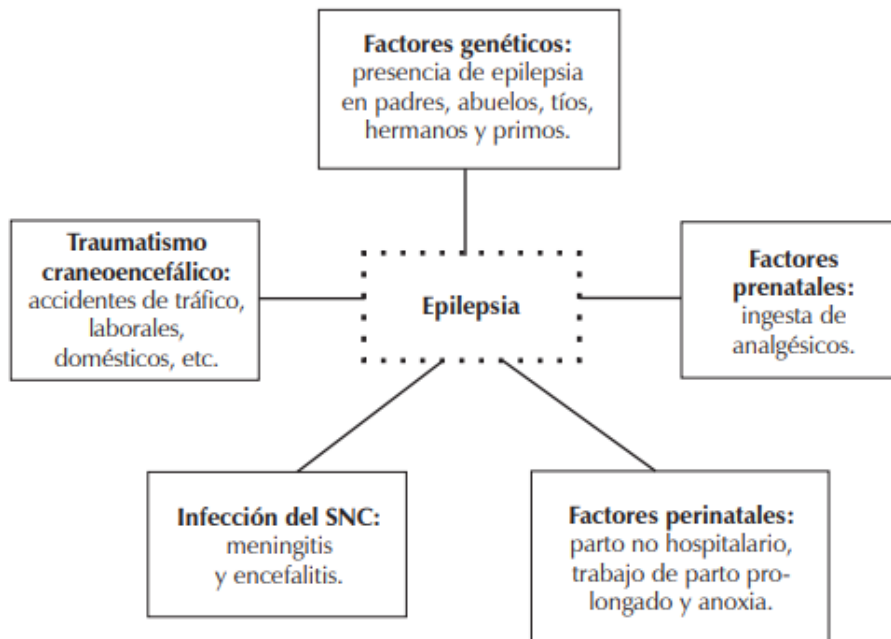 Factores genéticos:
presencia de epilepsia
en padres, abuelos, tíos,
hermanos y primos.
Traumatismo
craneoencefálico:
accidentes de tráfico,
laborales,
domésticos, etc.
Epilepsia
Factores
prenatales:
ingesta de
analgésicos.
Infección del SNC:
meningitis
y encefalitis.
Factores perinatales:
parto no hospitalario,
trabajo de parto pro-
longado y anoxia.